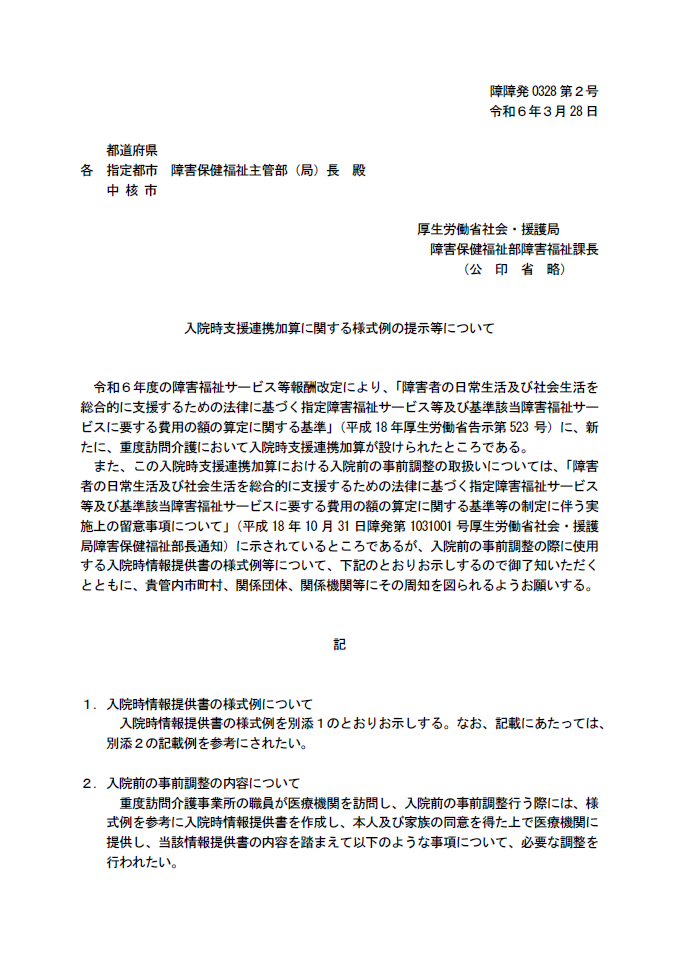 障障発 0328 第２号
令和６年３月 28 日
都道府県
各 指定都市 障害保健福祉主管部（局）長 殿
中 核 市
厚生労働省社会・援護局
障害保健福祉部障害福祉課長
（公 印 省 略）
入院時支援連携加算に関する様式例の提示等について
令和６年度の障害福祉サービス等報酬改定により、「障害者の日常生活及び社会生活を
総合的に支援するための法律に基づく指定障害福祉サービス等及び基準該当障害福祉サー
ビスに要する費用の額の算定に関する基準」（平成 18 年厚生労働省告示第 523 号）に、新
たに、重度訪問介護において入院時支援連携加算が設けられたところである。
また、この入院時支援連携加算における入院前の事前調整の取扱いについては、「障害
者の日常生活及び社会生活を総合的に支援するための法律に基づく指定障害福祉サービス
等及び基準該当障害福祉サービスに要する費用の額の算定に関する基準等の制定に伴う実
施上の留意事項について」（平成 18 年 10 月 31 日障発第 1031001 号厚生労働省社会・援護
局障害保健福祉部長通知）に示されているところであるが、入院前の事前調整の際に使用
する入院時情報提供書の様式例等について、下記のとおりお示しするので御了知いただく
とともに、貴管内市町村、関係団体、関係機関等にその周知を図られるようお願いする。
記
１．入院時情報提供書の様式例について
入院時情報提供書の様式例を別添１のとおりお示しする。なお、記載にあたっては、
別添２の記載例を参考にされたい。
２．入院前の事前調整の内容について
重度訪問介護事業所の職員が医療機関を訪問し、入院前の事前調整行う際には、様
式例を参考に入院時情報提供書を作成し、本人及び家族の同意を得た上で医療機関に
提供し、当該情報提供書の内容を踏まえて以下のような事項について、必要な調整を
行われたい。